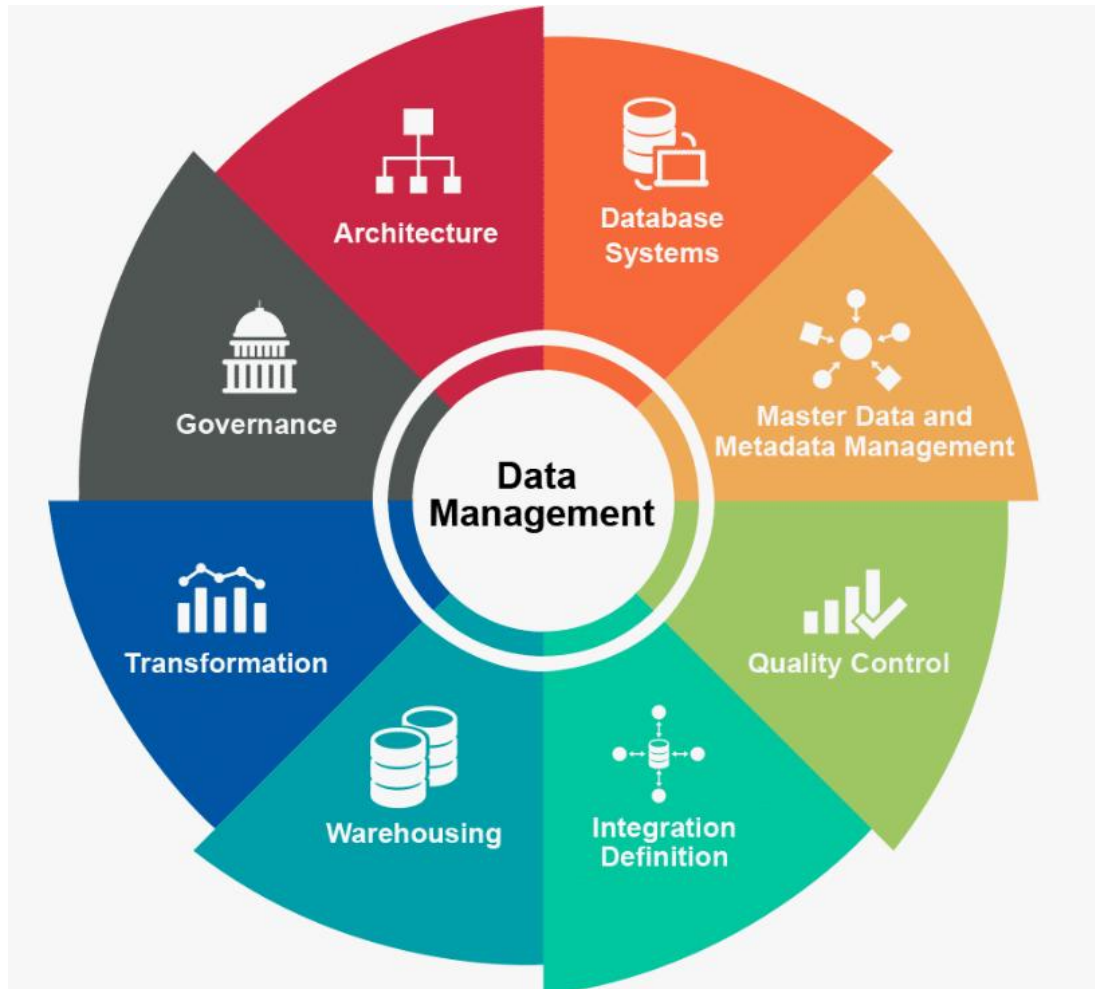 Architecture
Database
Systems
Governance
Master Data and
Metadata Management
Data
Management
Transformation
Quality Control
Warehousing
Integration
Definition